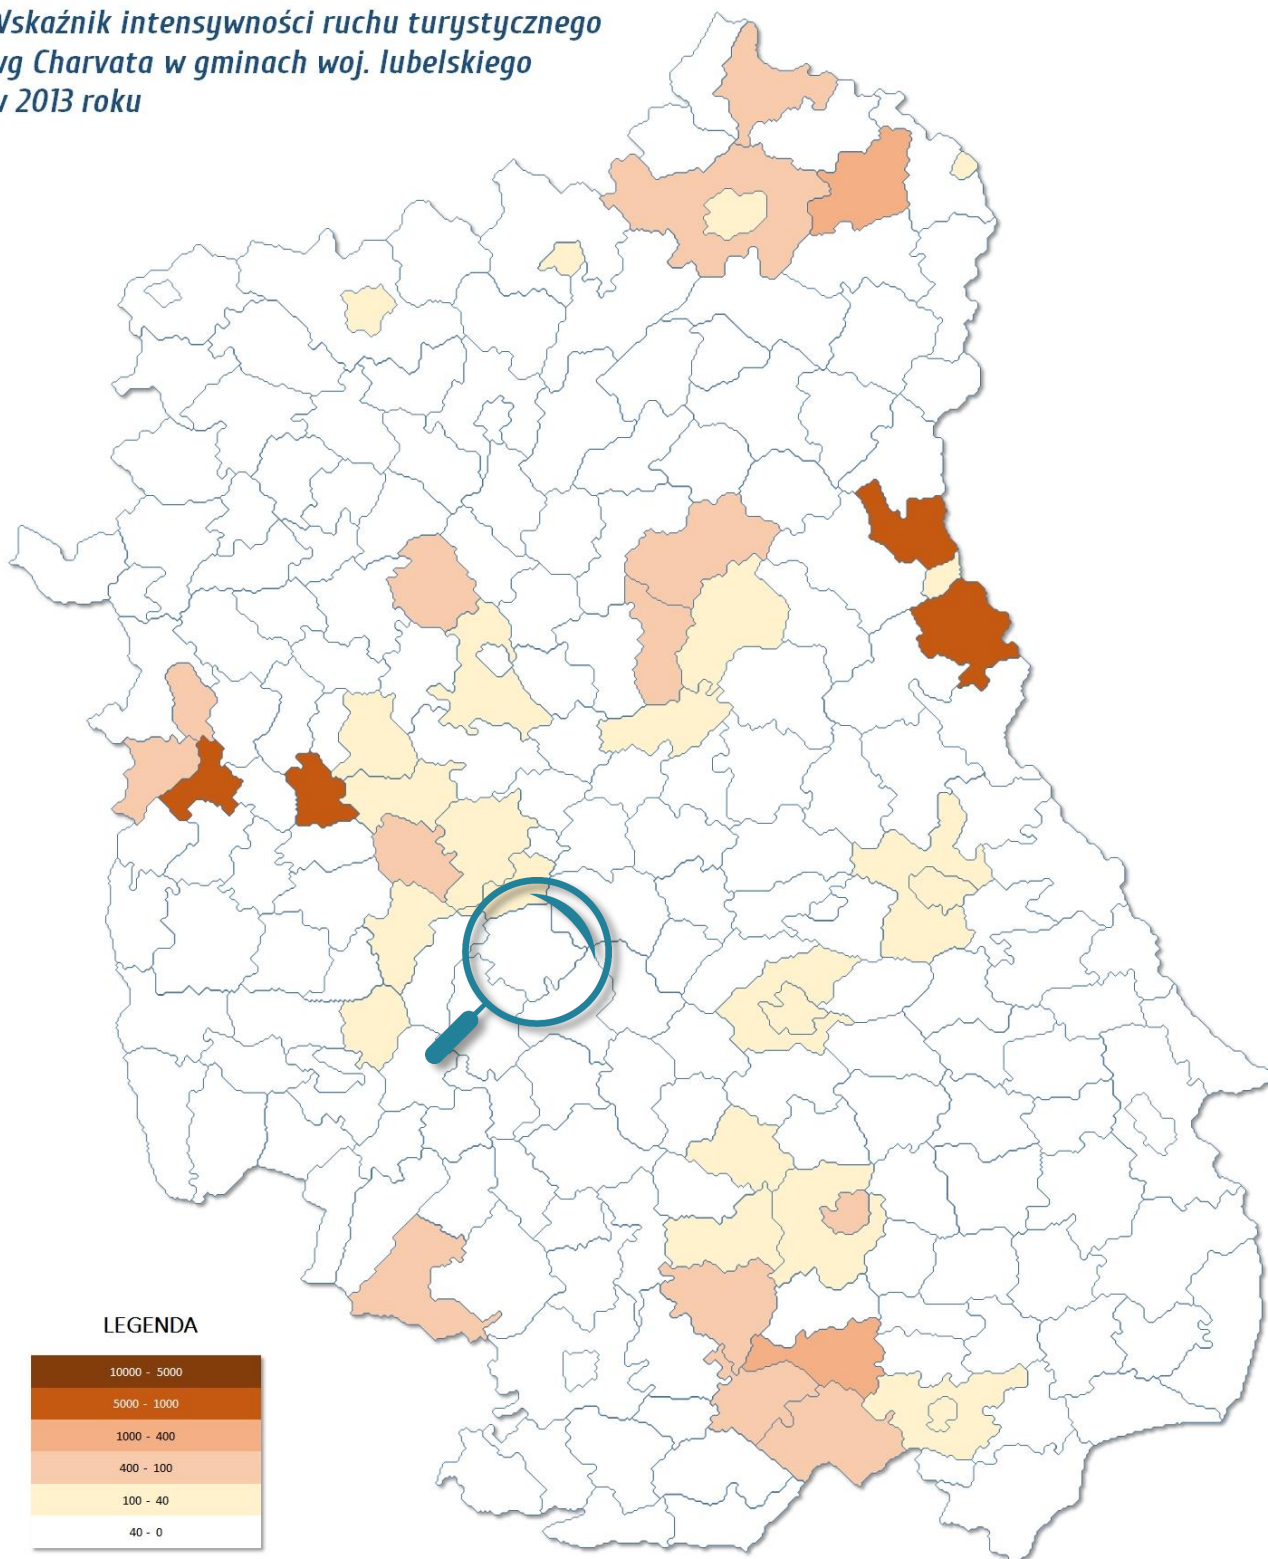 Wskaźnik intensywności ruchu turystycznego
wg Charvata w gminach woj. lubelskiego
w 2013 roku
LEGENDA
10000 - 5000
5000 - 1000
1000 - 400
400 - 100
100 - 40
40 - 0